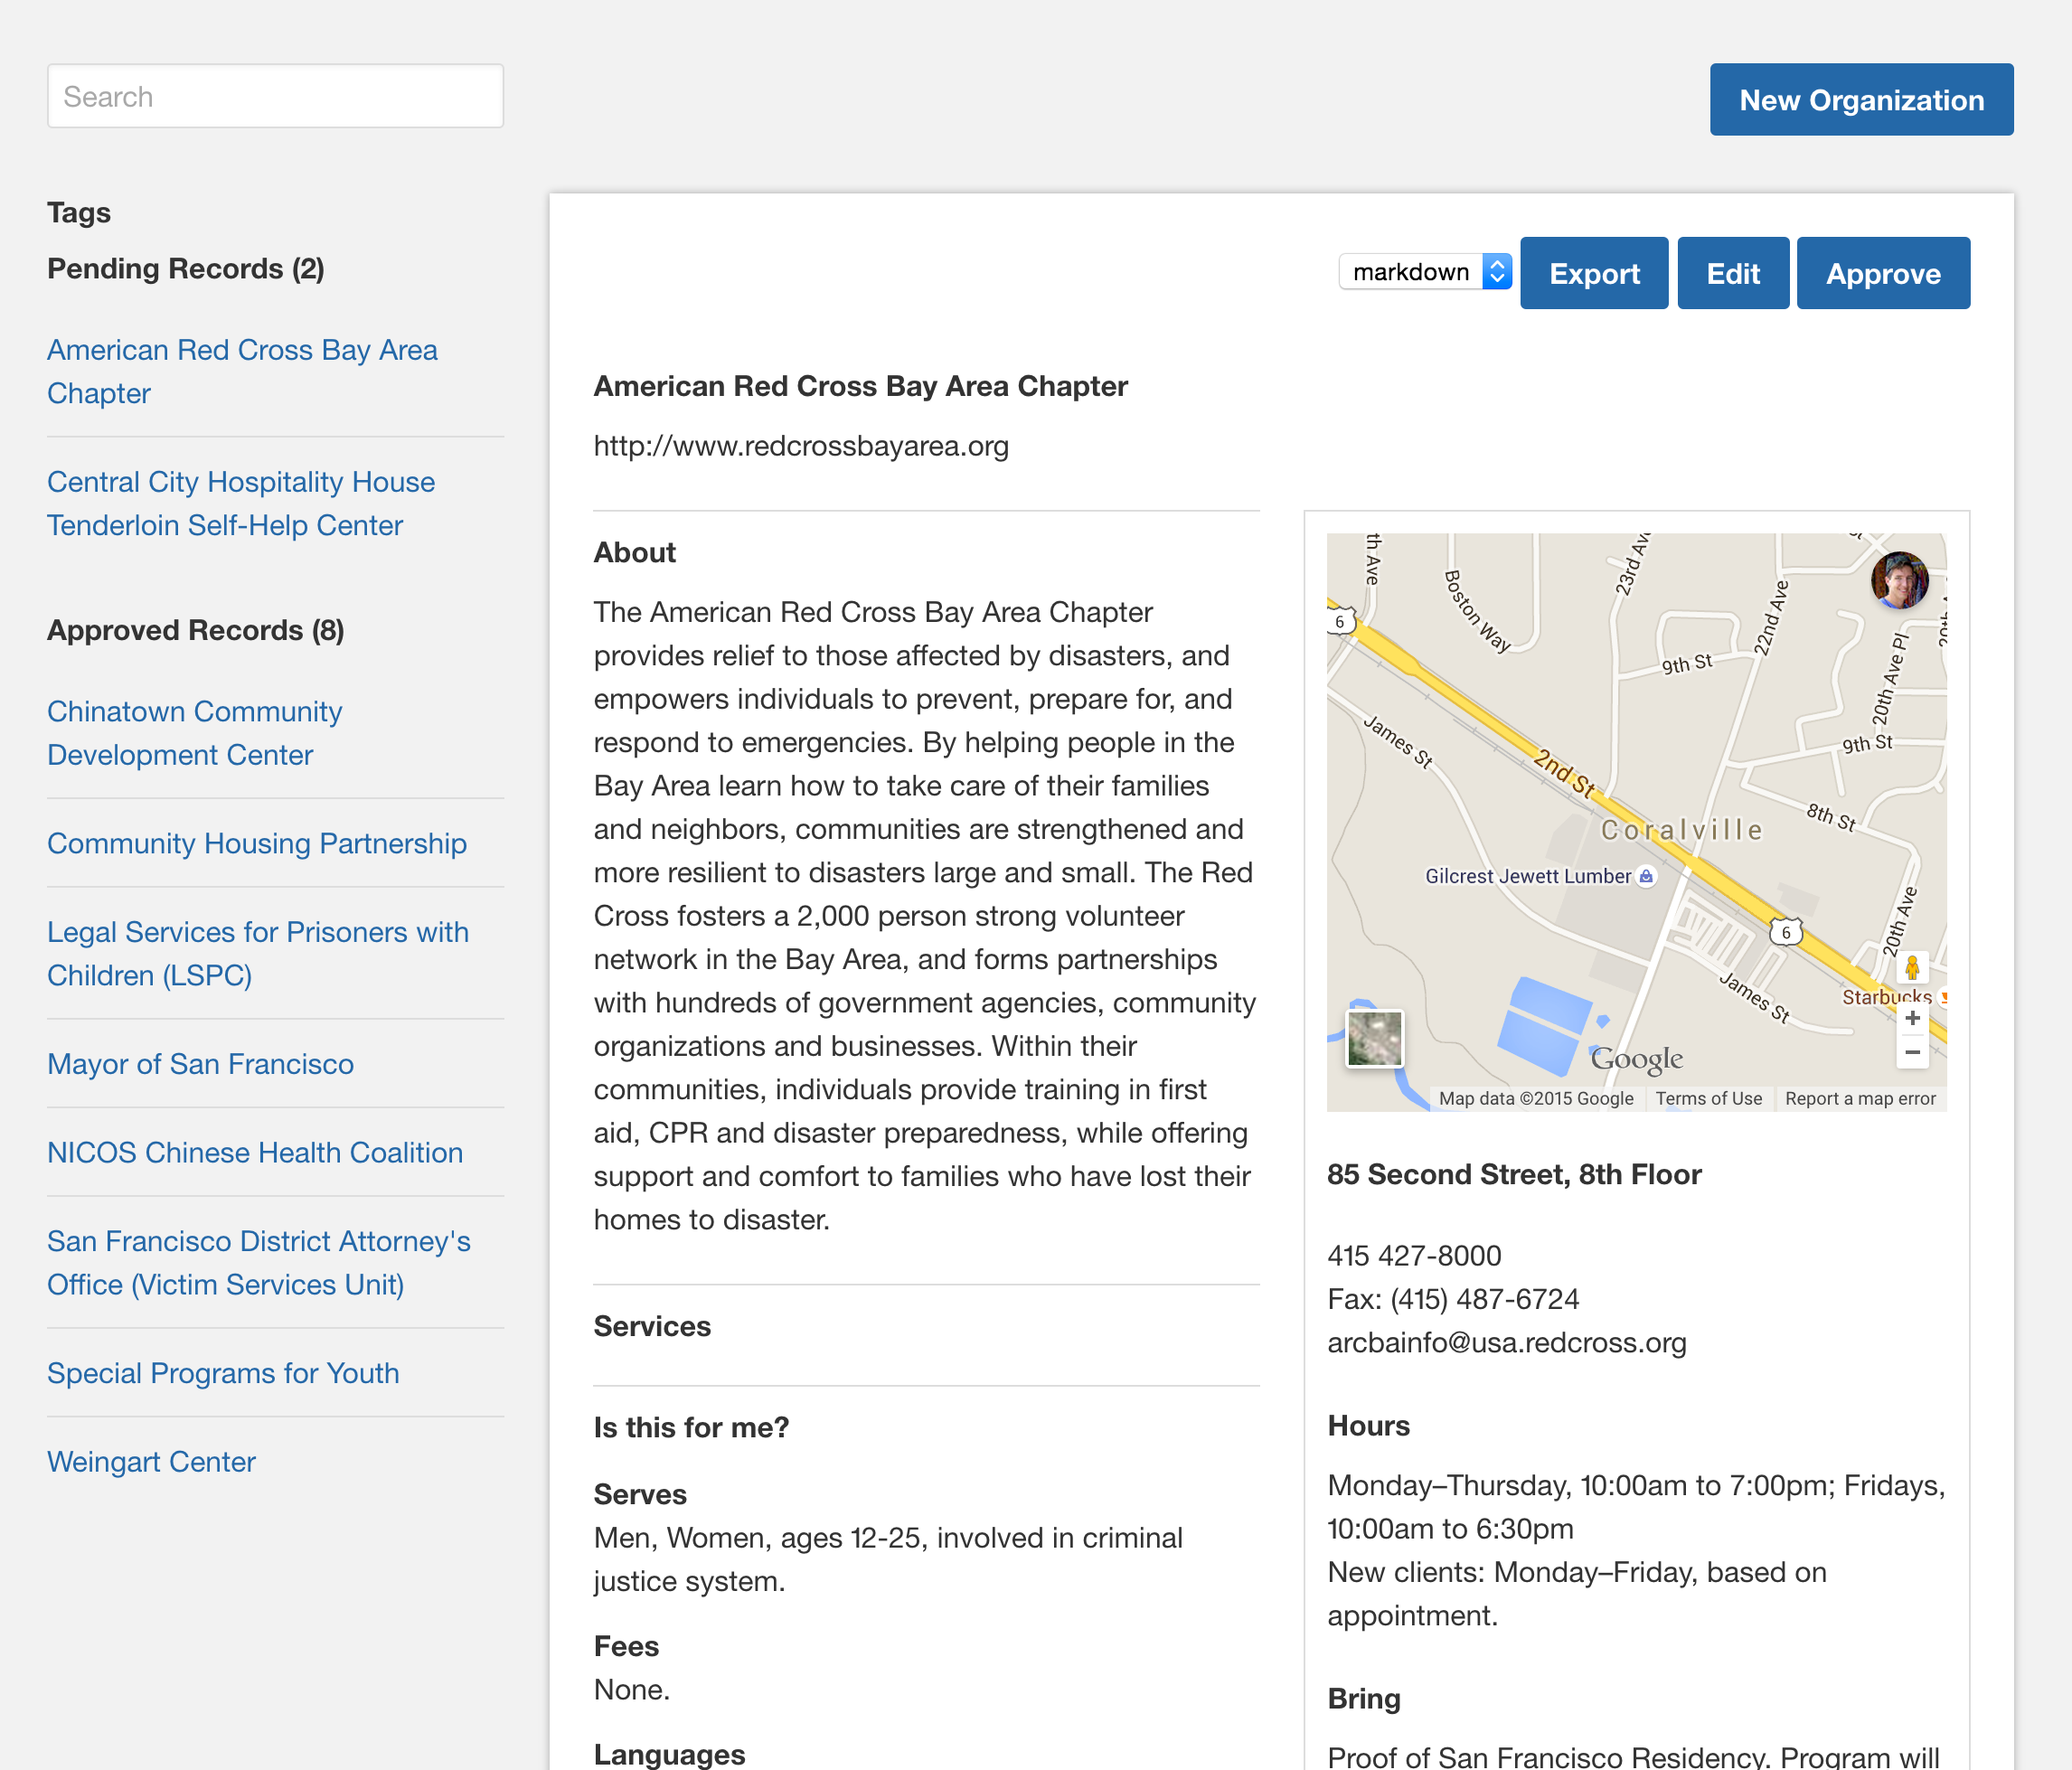 Search
New Organization
Tags
Pending Records (2)
American Red Cross Bay Area
Chapter
Central City Hospitality House
Tenderloin Self-Help Center
Approved Records (8)
Chinatown Community
Development Center
Community Housing Partnership
Legal Services for Prisoners with
Children (LSPC)
Mayor of San Francisco
NICOS Chinese Health Coalition
San Francisco District Attorney's
Office (Victim Services Unit)
Special Programs for Youth
Weingart Center
markdown
Export
Edit
Approve
American Red Cross Bay Area Chapter
http://www.redcrossbayarea.org
About
The American Red Cross Bay Area Chapter
provides relief to those affected by disasters, and
empowers individuals to prevent, prepare for, and
respond to emergencies. By helping people in the
Bay Area learn how to take care of their families
and neighbors, communities are strengthened and
more resilient to disasters large and small. The Red
Cross fosters a 2,000 person strong volunteer
network in the Bay Area, and forms partnerships
with hundreds of government agencies, community
organizations and businesses. Within their
communities, individuals provide training in first
aid, CPR and disaster preparedness, while offering
support and comfort to families who have lost their
homes to disaster.
Services
Is this for me?
Serves
Men, Women, ages 12-25, involved in criminal
justice system.
Fees
None.
Languages
th Ave
Boston Way
23rd Ave
22nd Ave
20th Ave Pl
6
9th St
9th St
James St
2nd St
8th St
Coralville
Gilcrest Jewett Lumber
20th Ave
6
James St
Starbucks
+
−
Google
Map data ©2015 Google
Terms of Use
Report a map error
85 Second Street, 8th Floor
415 427-8000
Fax: (415) 487-6724
arcbainfo@usa.redcross.org
Hours
Monday–Thursday, 10:00am to 7:00pm; Fridays,
10:00am to 6:30pm
New clients: Monday–Friday, based on
appointment.
Bring
Proof of San Francisco Residency. Program will